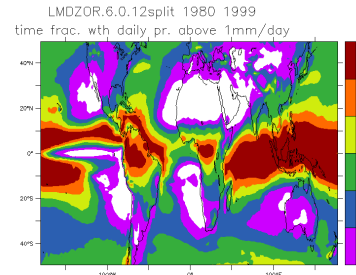 LMDZOR.6.0.12split 1980 1999
time frac. wth daily pr. above 1mm/day
40°N
20°N
0°
20°S
40°S